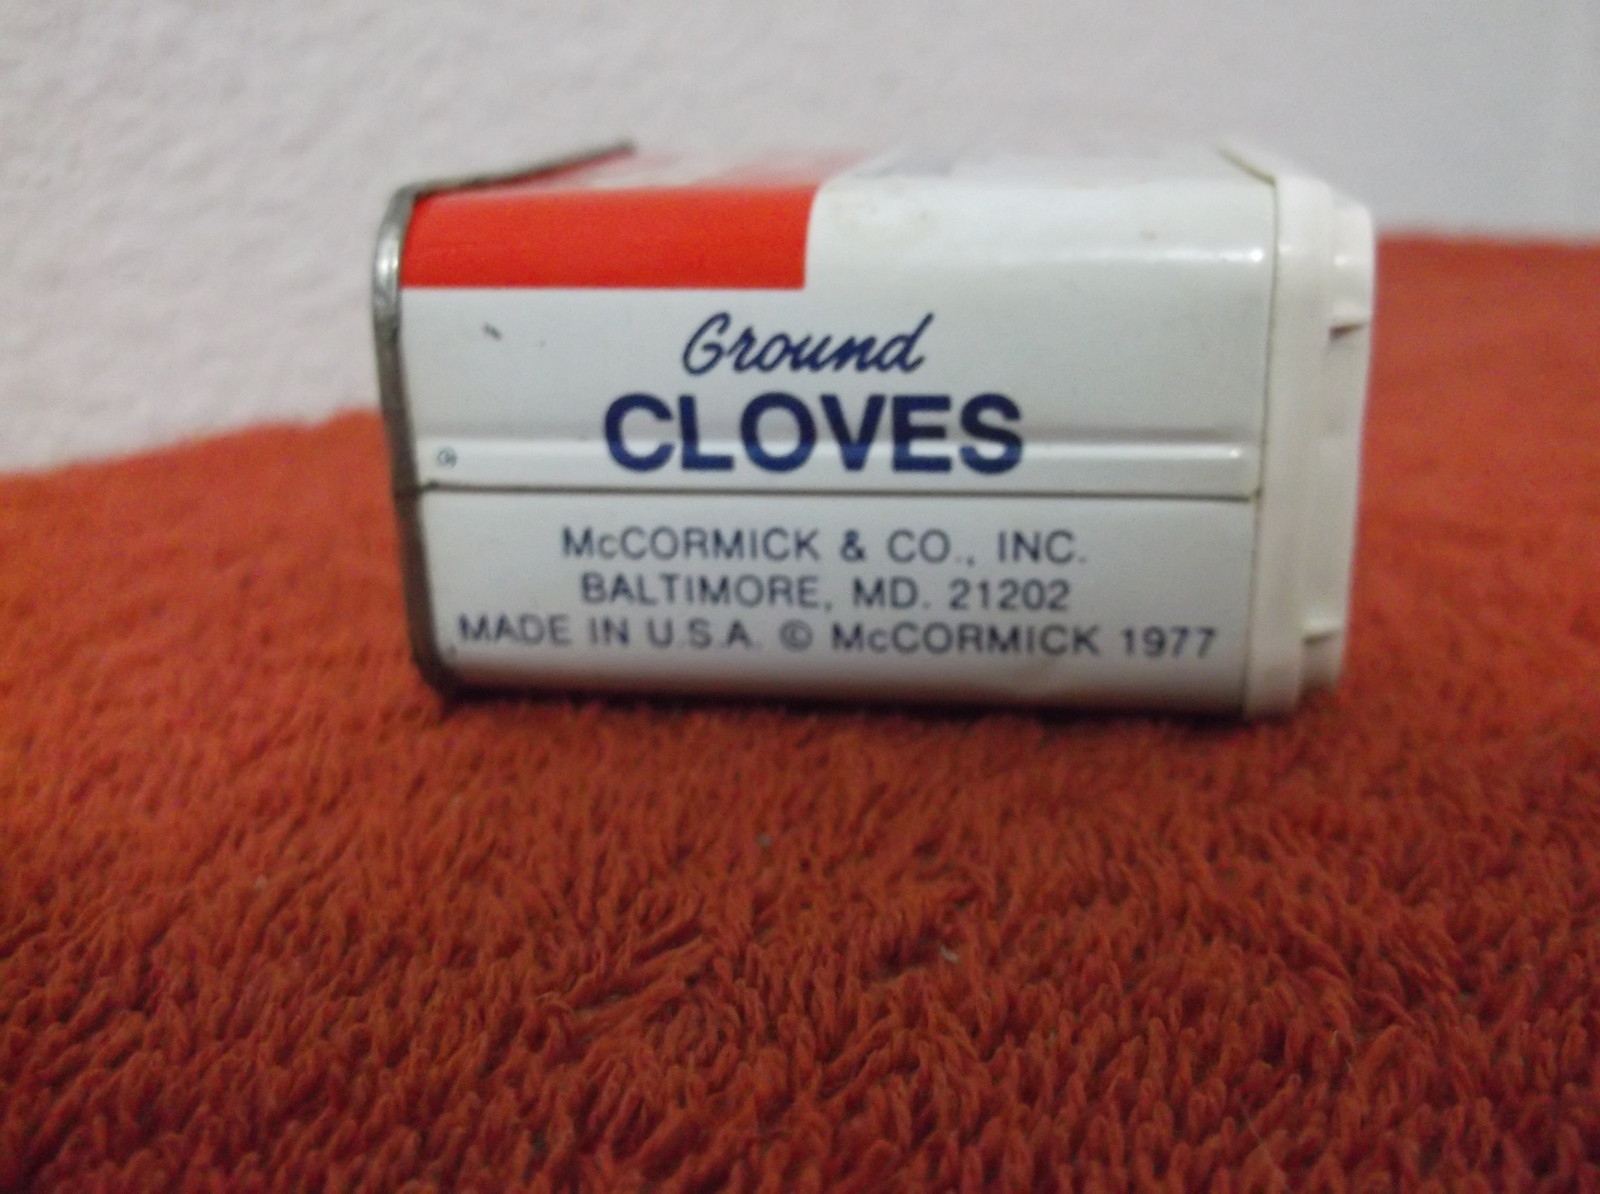 Ground
CLOVES
McCORMICK & CO., INC.
BALTIMORE, MD. 21202
MADE IN U.S.A. © McCORMICK 1977